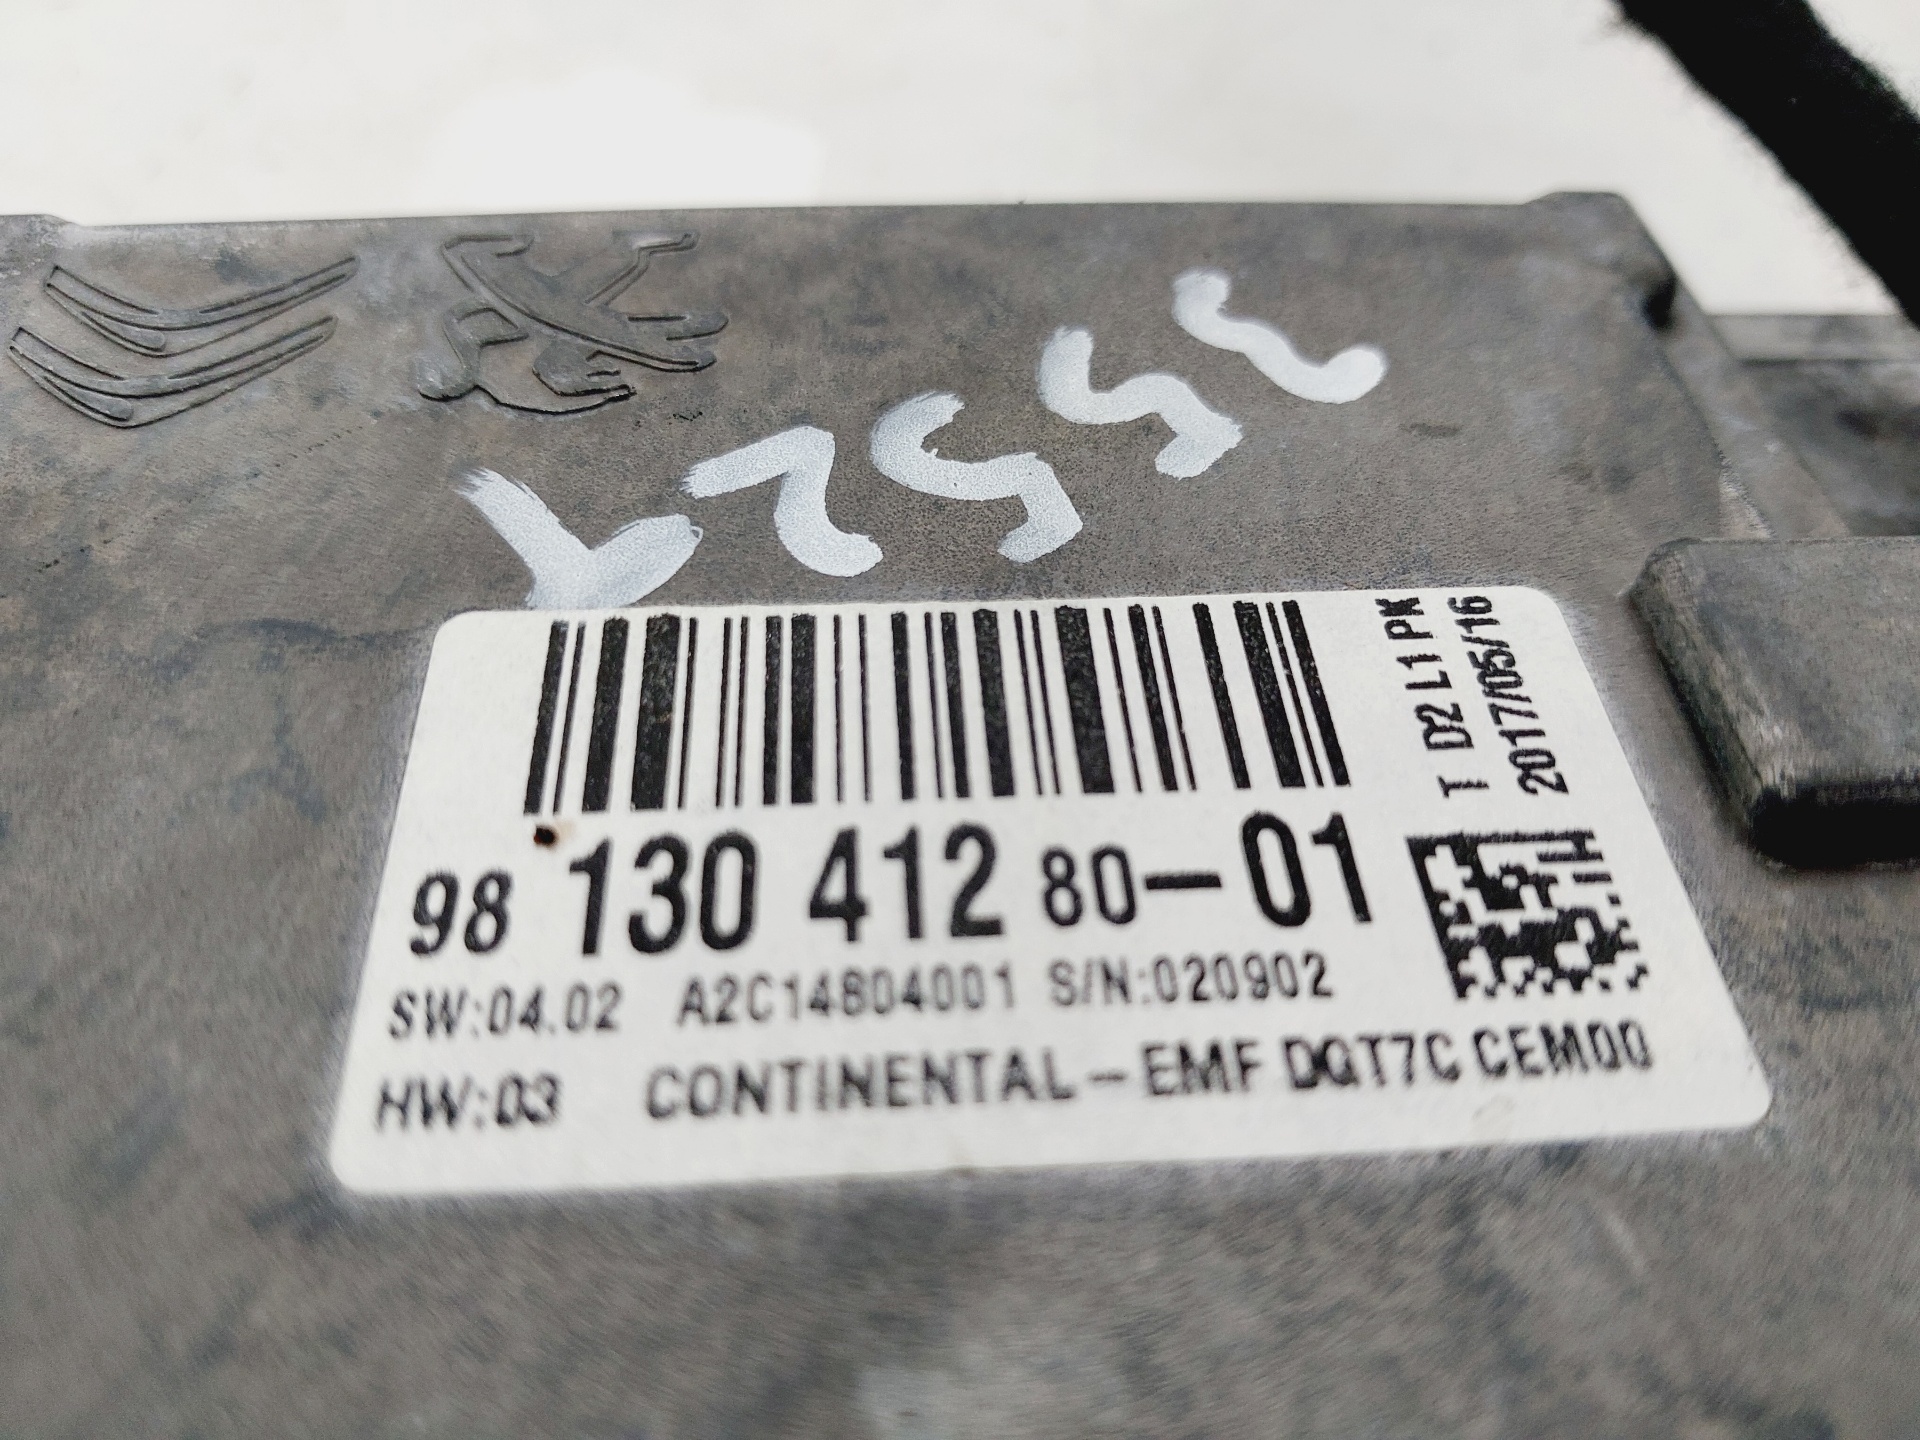 T D2 L1 PK
2017/05/16
98 130 412 80-01
SW:04.02 A2C14804001 S/N:020902
HW:03 CONTINENTAL-EMF DQT7C CEM00